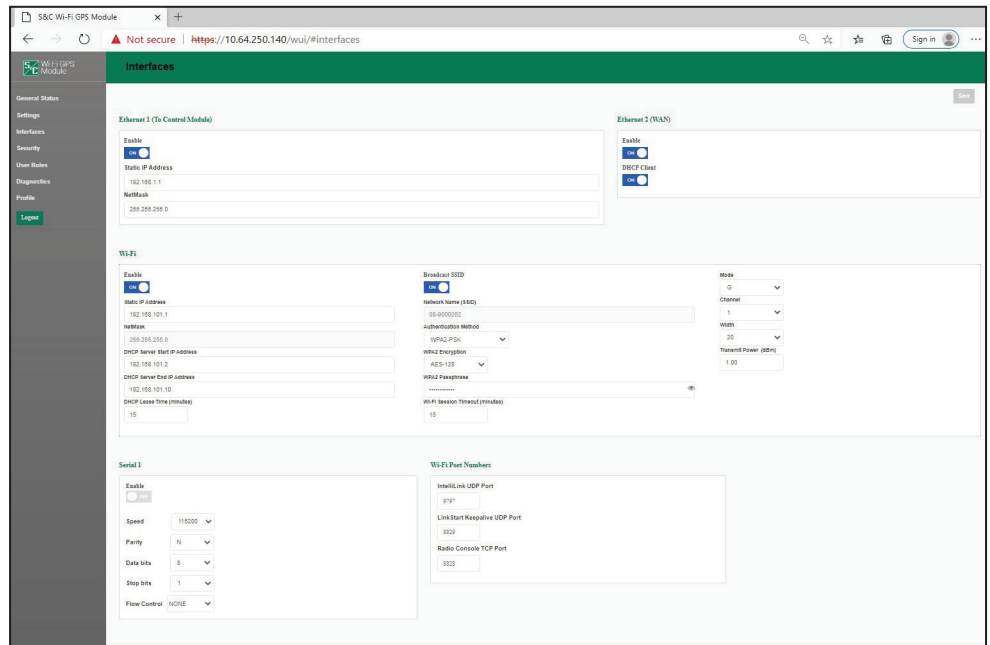 S&C Wi-Fi GPS Module
Not secure | https://10.64.250.140/wui/#interfaces
Sign in
S&C Wi-Fi GPS Module
Interfaces
General Status
Settings
Interfaces
Security
User Roles
Diagnostics
Profile
Logout
Save
Ethernet 1 (To Control Module)
Enable
ON
Static IP Address
192.168.1.1
NetMask
255.255.255.0
Ethernet 2 (WAN)
Enable
ON
DHCP Client
ON
Wi-Fi
Enable
ON
Static IP Address
192.168.101.1
NetMask
255.255.255.0
DHCP Server Start IP Address
192.168.101.2
DHCP Server End IP Address
192.168.101.10
DHCP Lease Time (minutes)
15
Broadcast SSID
ON
Network Name (SSID)
08-9000202
Authentication Method
WPA2-PSK
WPA2 Encryption
AES-128
WPA2 Passphrase
Wi-Fi Session Timeout (minutes)
15
Mode
G
Channel
1
Width
20
Transmit Power (dBm)
1.00
Serial 1
Enable
OFF
Speed 115200
Parity N
Data bits 8
Stop bits 1
Flow Control NONE
Wi-Fi Port Numbers
IntelliLink UDP Port
9797
LinkStart Keepalive UDP Port
8829
Radio Console TCP Port
8828